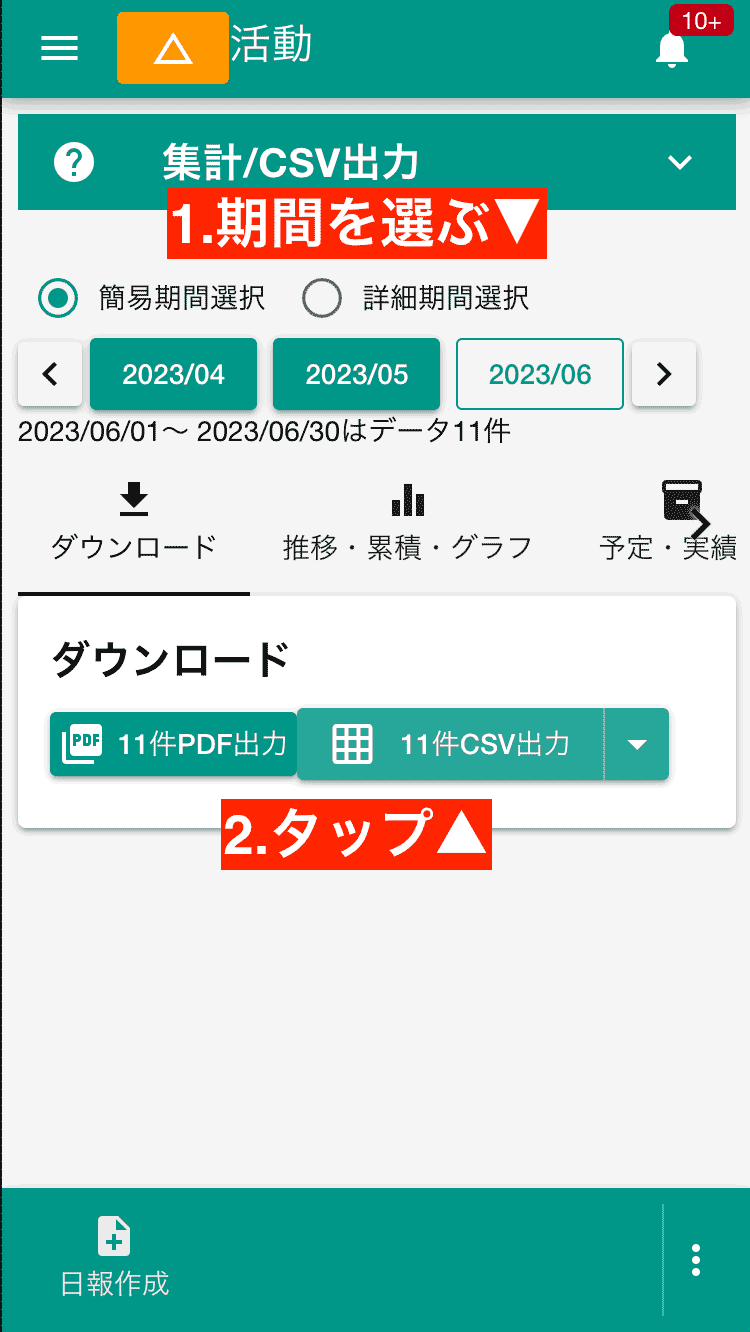 活動
10+
集計/CSV出力
1.期間を選ぶ▼
簡易期間選択 詳細期間選択
2023/04 2023/05 2023/06
2023/06/01〜 2023/06/30はデータ11件
ダウンロード 推移・累積・グラフ 予定・実績
ダウンロード
PDF 11件PDF出力 11件CSV出力
2.タップ▲
日報作成